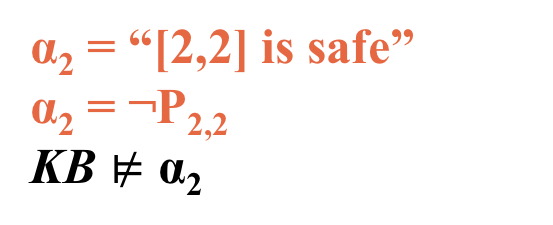 α₂ = “[2,2] is safe”
α₂ = ¬P₂,₂
KB ⊭ α₂